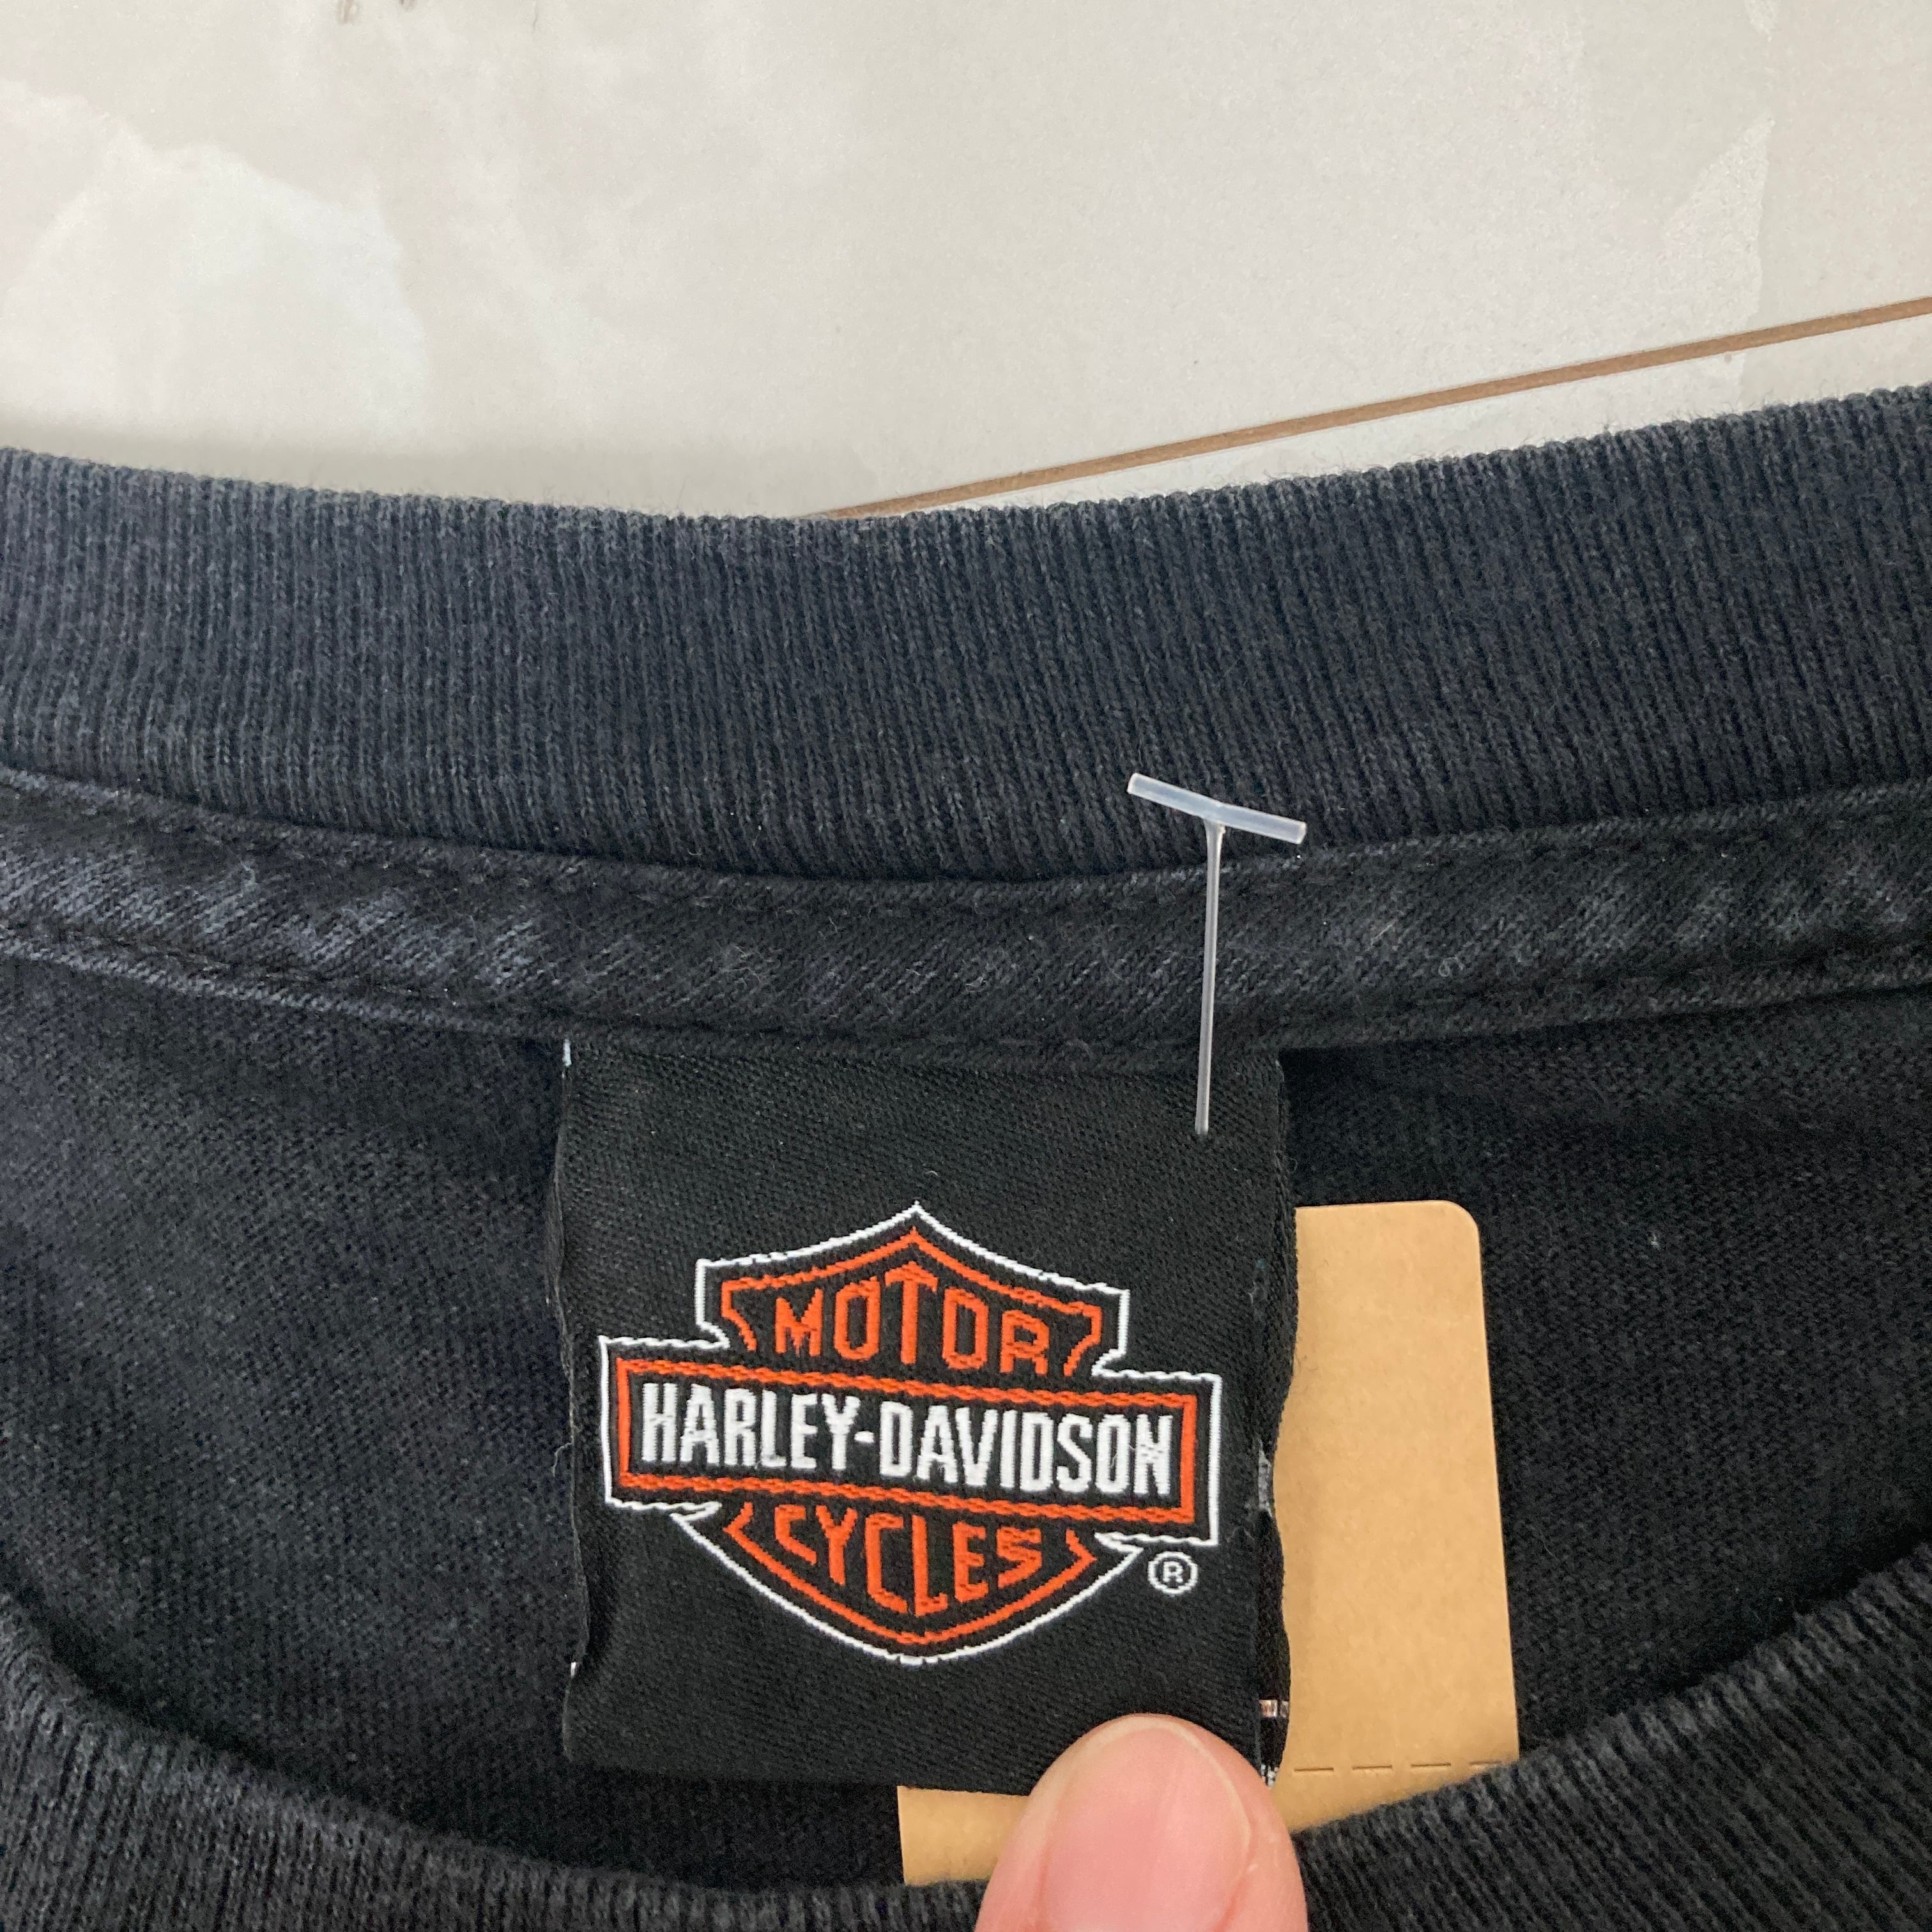 MOTOR
HARLEY-DAVIDSON
CYCLES
®